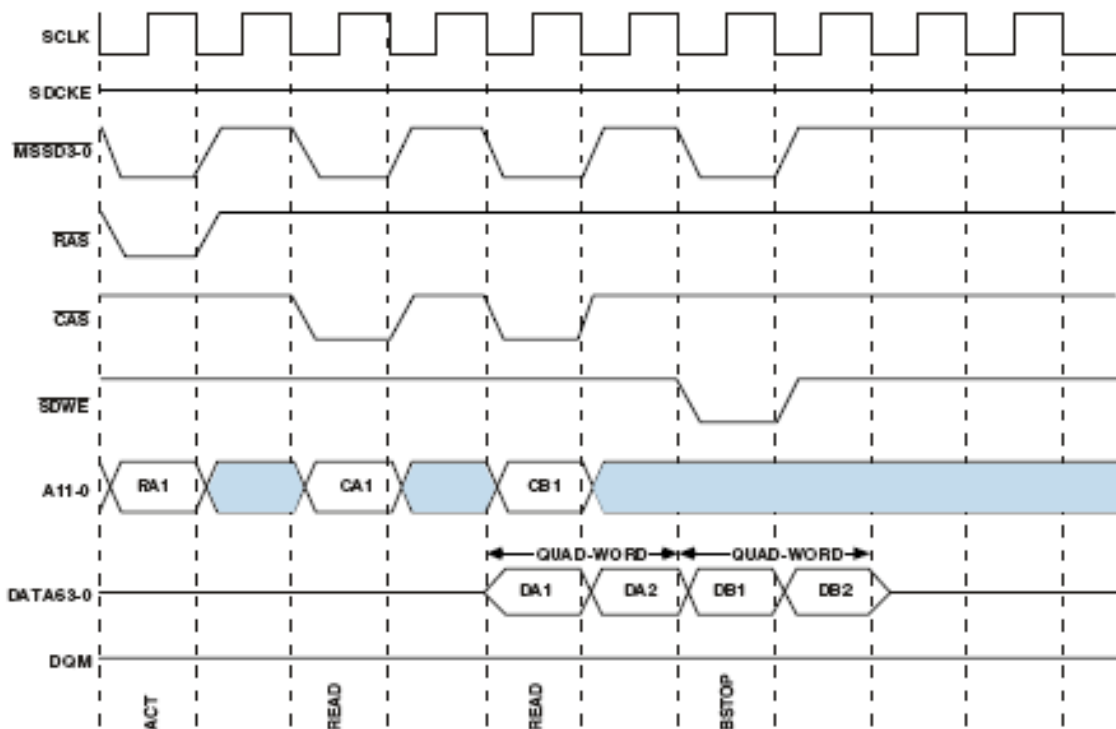 SCLK
SDCKE
MSSD3-0
RAS
CAS
SDWE
A11-0
RA1
CA1
CB1
QUAD-WORD
QUAD-WORD
DATA63-0
DA1
DA2
DB1
DB2
DQM
ACT
READ
READ
BSTOP